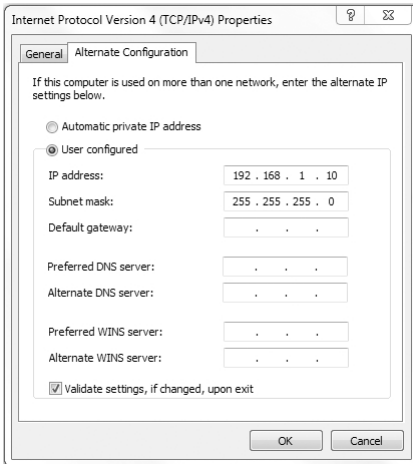 Internet Protocol Version 4 (TCP/IPv4) Properties ?
General Alternate Configuration
If this computer is used on more than one network, enter the alternate IP
settings below.
Automatic private IP address
User configured
IP address: 192 . 168 . 1 . 10
Subnet mask: 255 . 255 . 255 . 0
Default gateway: . . .
Preferred DNS server: . . .
Alternate DNS server: . . .
Preferred WINS server: . . .
Alternate WINS server: . . .
Validate settings, if changed, upon exit
OK Cancel